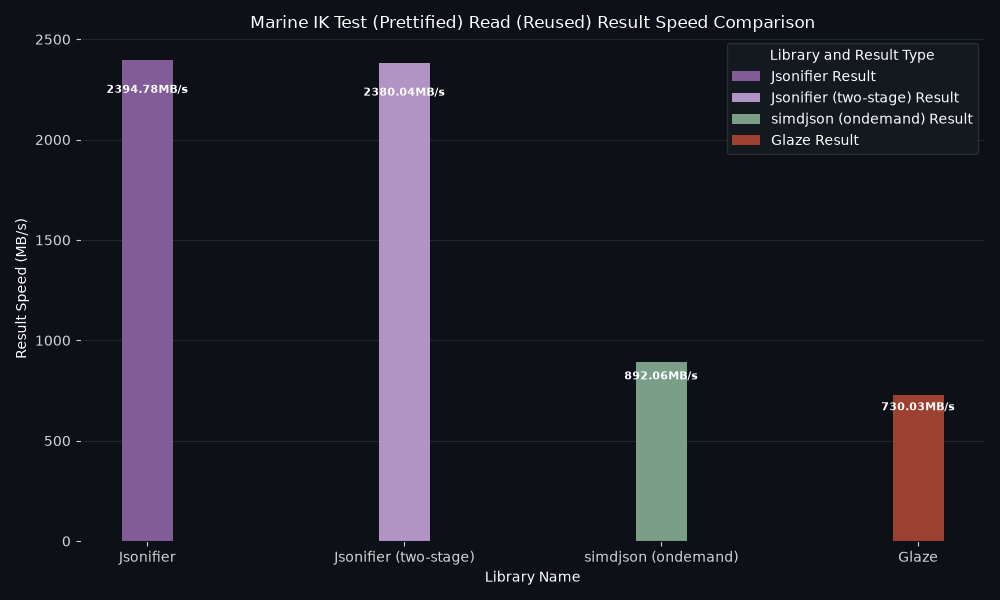 Marine IK Test (Prettified) Read (Reused) Result Speed Comparison
Library and Result Type
Jsonifier Result
Jsonifier (two-stage) Result
simdjson (ondemand) Result
Glaze Result
Result Speed (MB/s)
2500
2000
1500
1000
500
0
2394.78MB/s
2380.04MB/s
892.06MB/s
730.03MB/s
Jsonifier
Jsonifier (two-stage)
simdjson (ondemand)
Glaze
Library Name